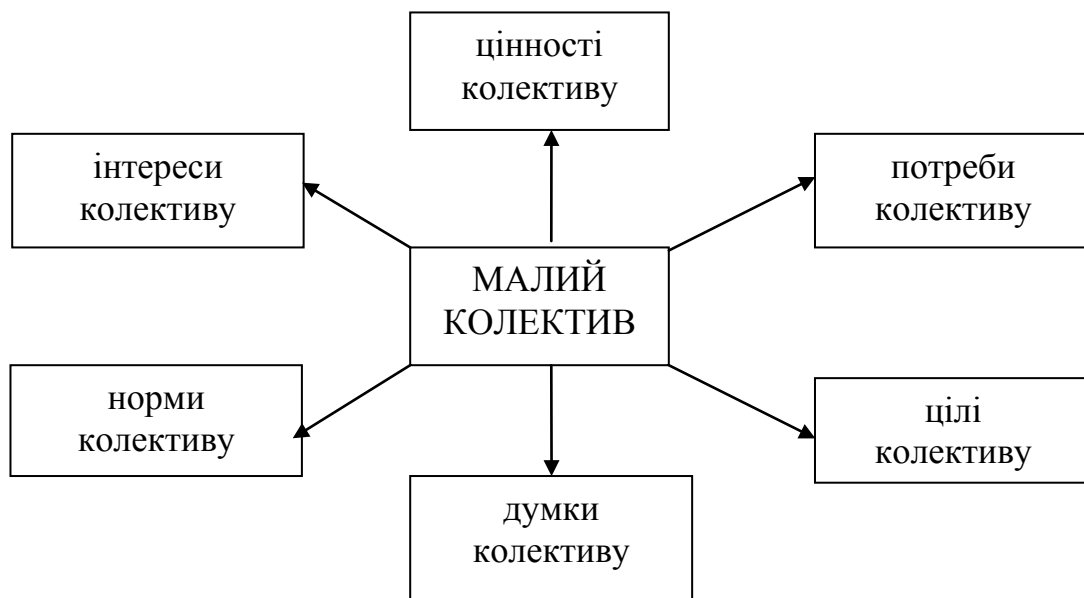 цінності
колективу
інтереси
колективу
потреби
колективу
МАЛИЙ
КОЛЕКТИВ
норми
колективу
цілі
колективу
думки
колективу